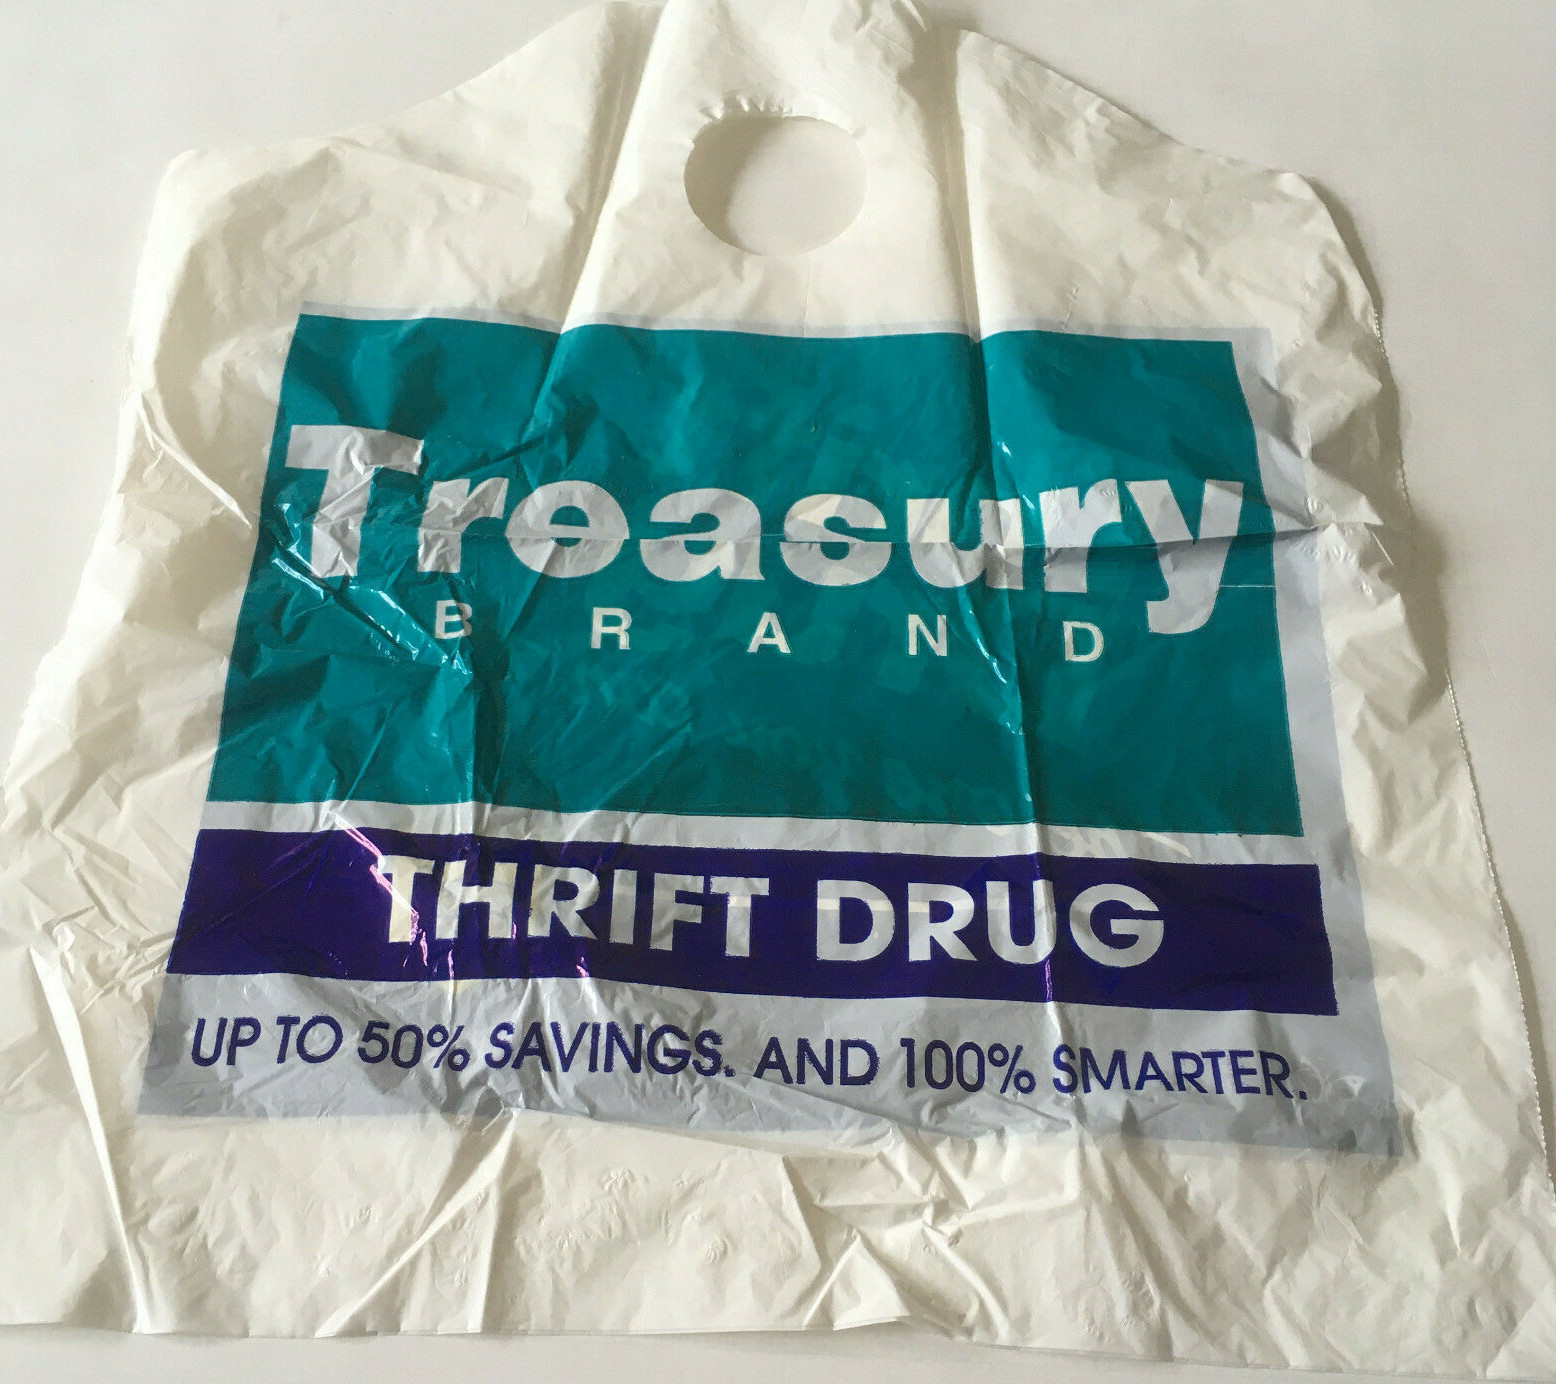 Treasury
BRAND
THRIFT DRUG
UP TO 50% SAVINGS. AND 100% SMARTER.